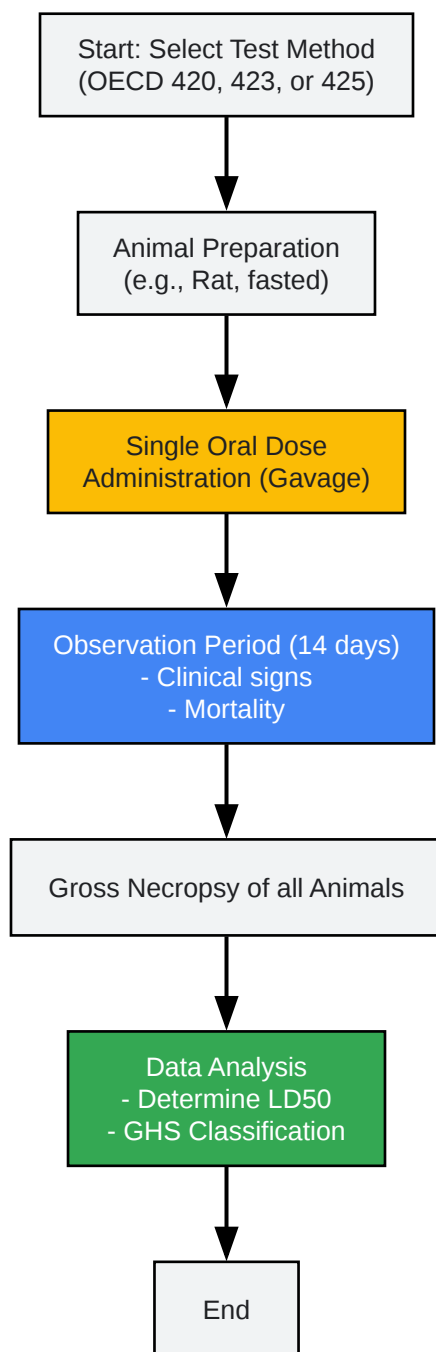 Start: Select Test Method
(OECD 420, 423, or 425)
Animal Preparation
(e.g., Rat, fasted)
Single Oral Dose
Administration (Gavage)
Observation Period (14 days)
- Clinical signs
- Mortality
Gross Necropsy of all Animals
Data Analysis
- Determine LD50
- GHS Classification
End